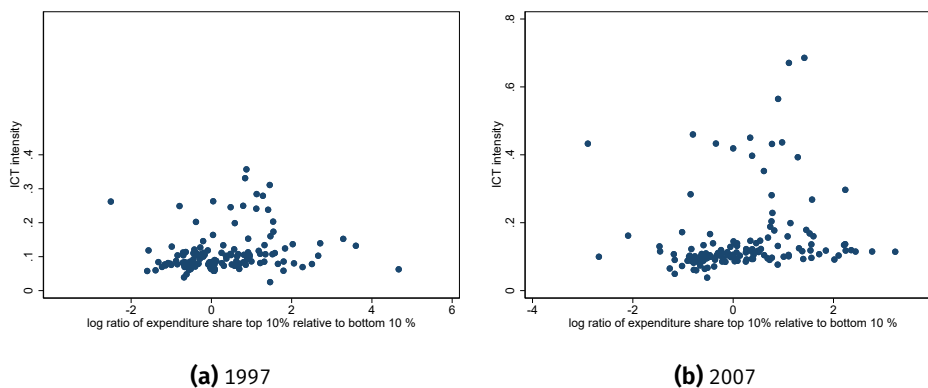 ICT intensity
0 .1 .2 .3 .4
-2 0 2 4 6
log ratio of expenditure share top 10% relative to bottom 10 %
(a) 1997
ICT intensity
0 .2 .4 .6 .8
-4 -2 0 2
log ratio of expenditure share top 10% relative to bottom 10 %
(b) 2007